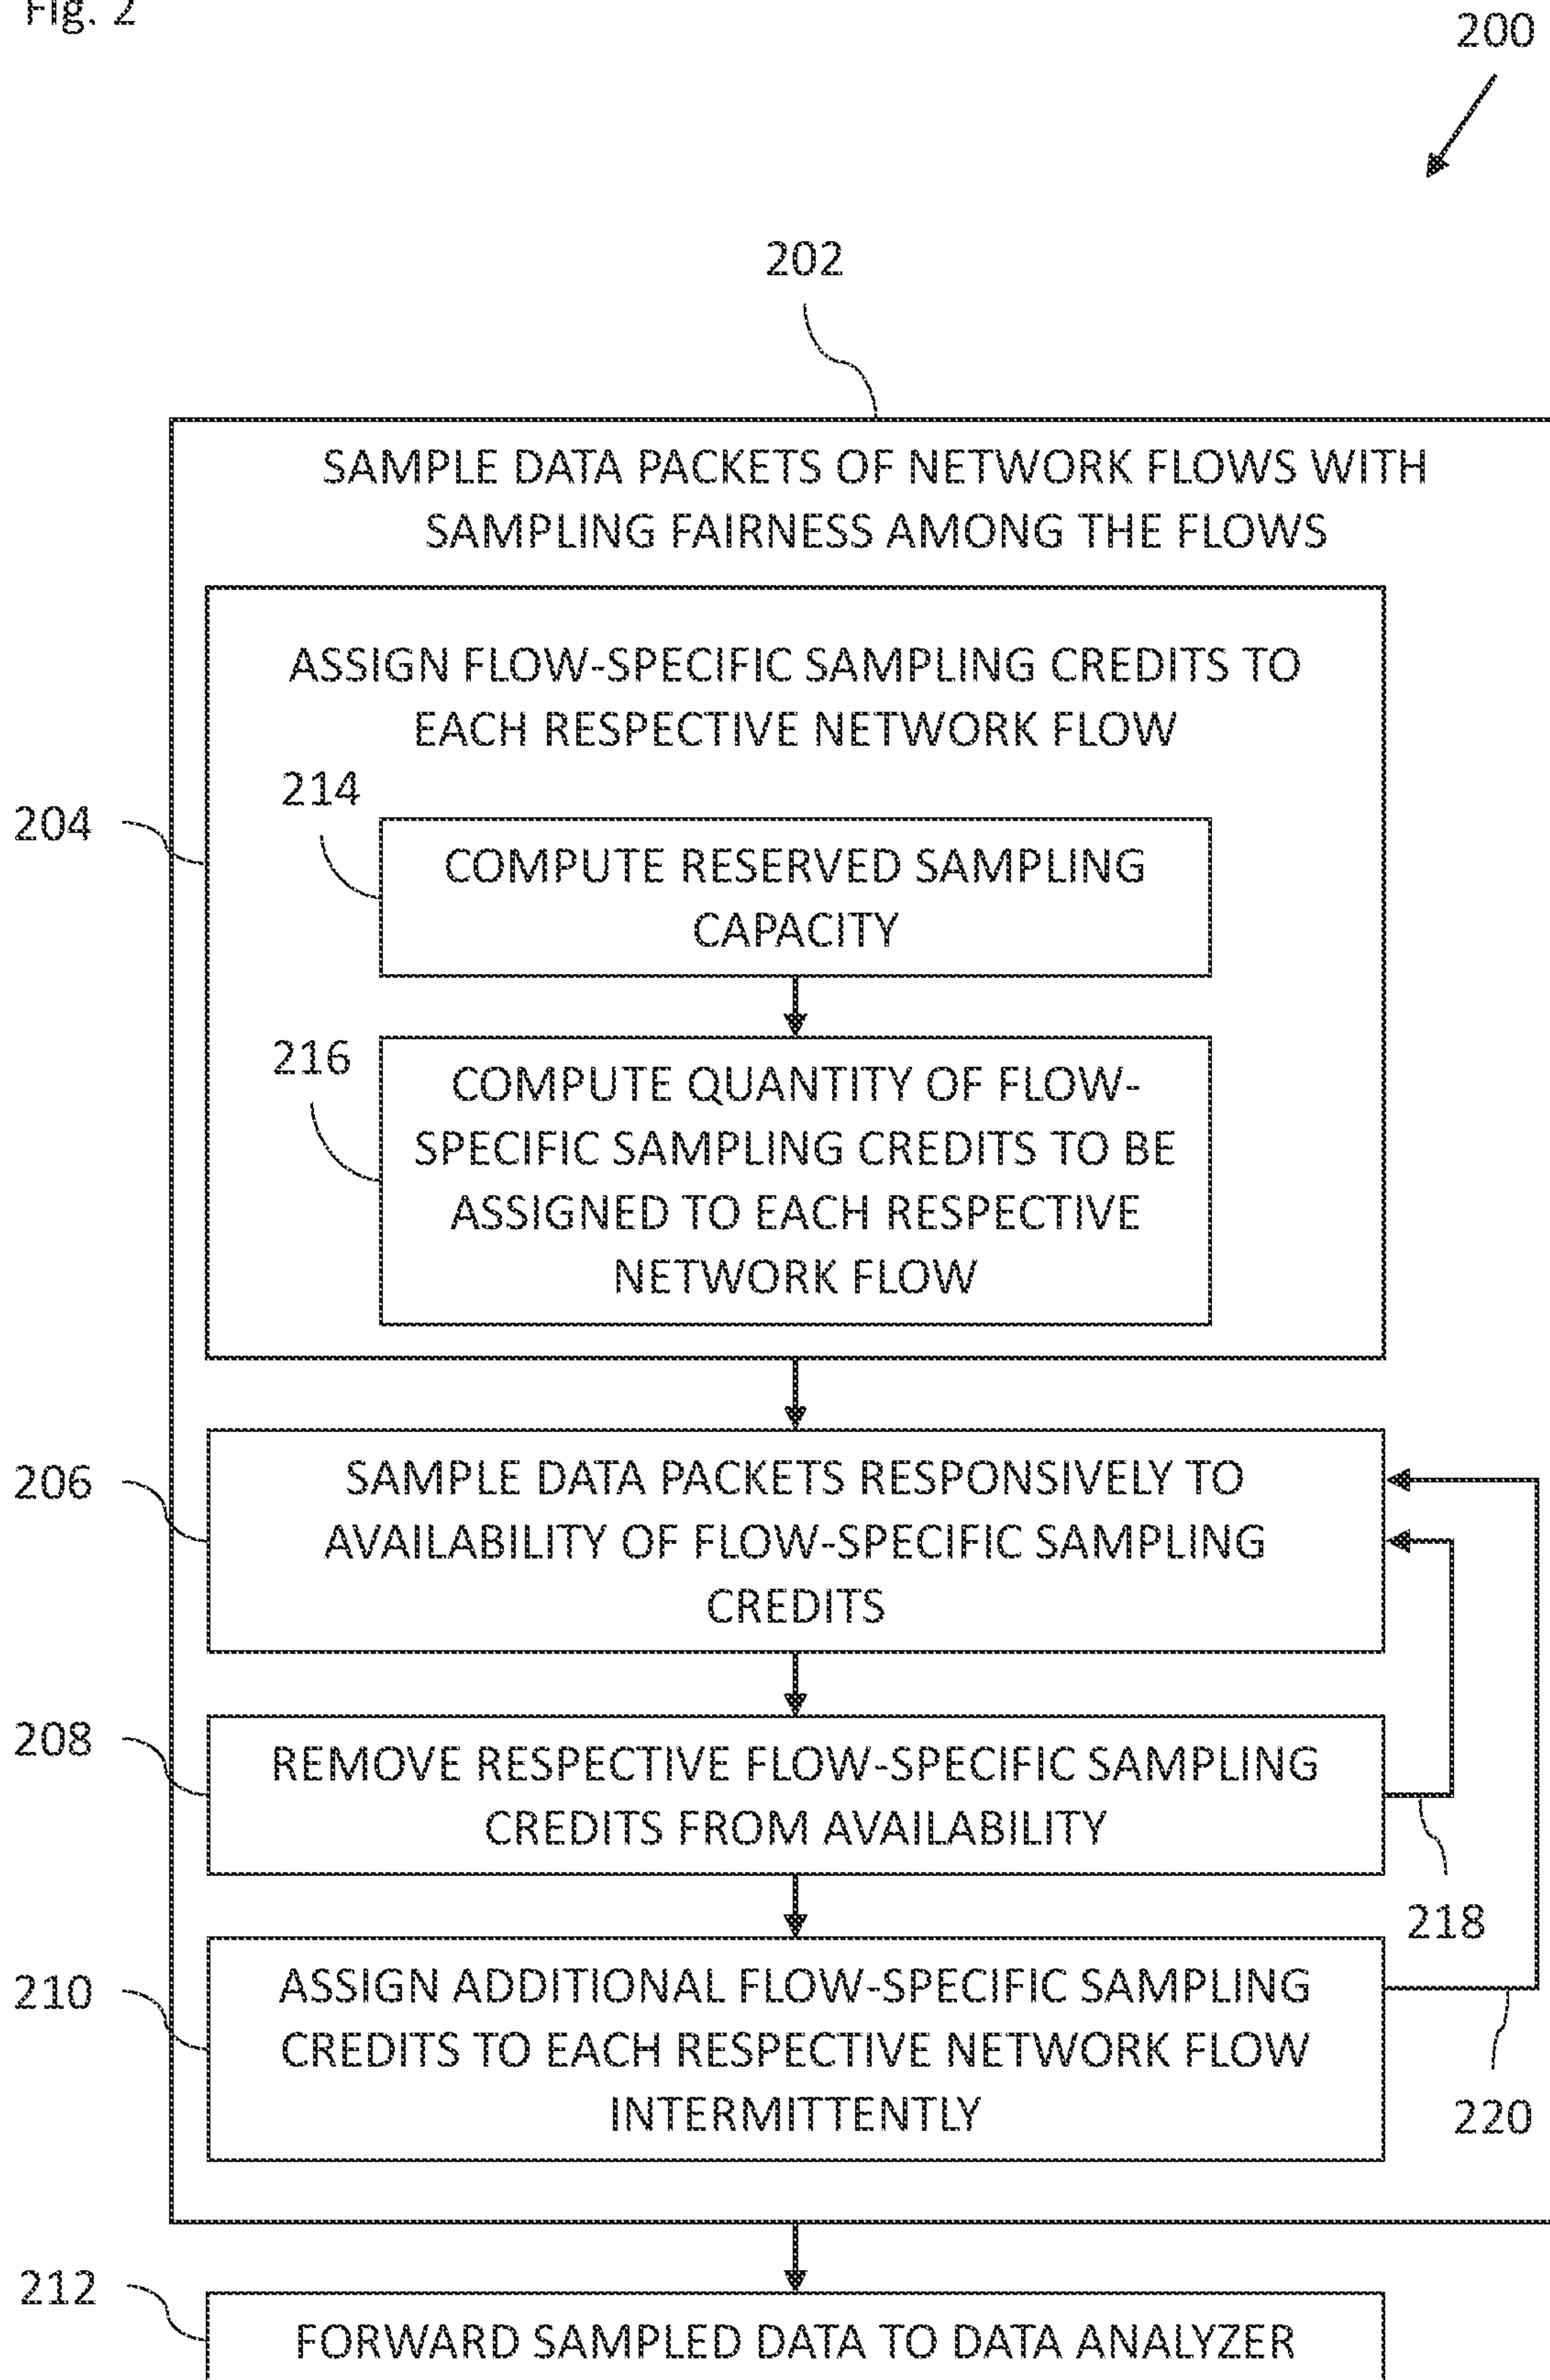 Fig. 2
200
202
SAMPLE DATA PACKETS OF NETWORK FLOWS WITH
SAMPLING FAIRNESS AMONG THE FLOWS
ASSIGN FLOW-SPECIFIC SAMPLING CREDITS TO
EACH RESPECTIVE NETWORK FLOW
214
204
COMPUTE RESERVED SAMPLING
CAPACITY
216
COMPUTE QUANTITY OF FLOW-
SPECIFIC SAMPLING CREDITS TO BE
ASSIGNED TO EACH RESPECTIVE
NETWORK FLOW
206
SAMPLE DATA PACKETS RESPONSIVELY TO
AVAILABILITY OF FLOW-SPECIFIC SAMPLING
CREDITS
208
REMOVE RESPECTIVE FLOW-SPECIFIC SAMPLING
CREDITS FROM AVAILABILITY
218
210
ASSIGN ADDITIONAL FLOW-SPECIFIC SAMPLING
CREDITS TO EACH RESPECTIVE NETWORK FLOW
INTERMITTENTLY
220
212
FORWARD SAMPLED DATA TO DATA ANALYZER